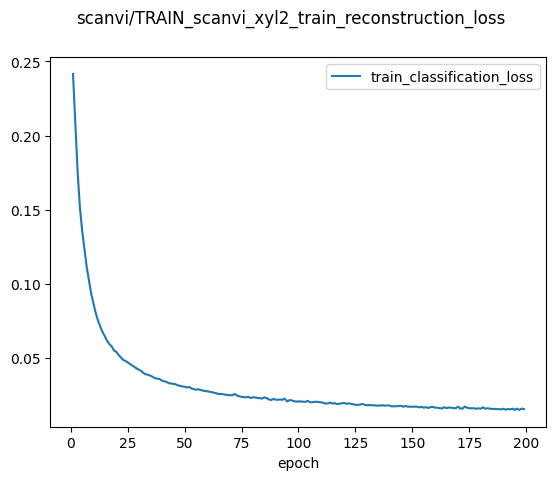 scanvi/TRAIN_scanvi_xyl2_train_reconstruction_loss
train_classification_loss
0.25
0.20
0.15
0.10
0.05
0 25 50 75 100 125 150 175 200
epoch